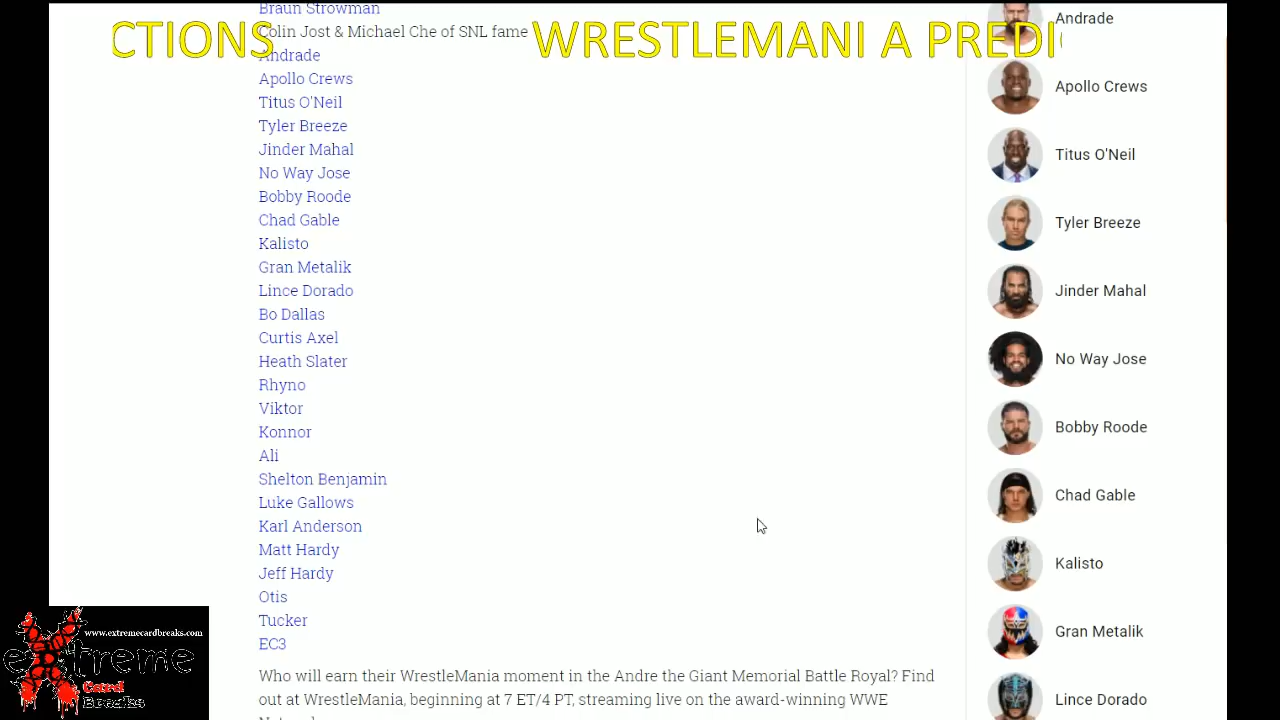 Braun Strowman
Colin Jost & Michael Che of SNL fame
CTIONS WRESTLEMANI A PREDI
Andrade
Apollo Crews
Titus O'Neil
Tyler Breeze
Jinder Mahal
No Way Jose
Bobby Roode
Chad Gable
Kalisto
Gran Metalik
Lince Dorado
Bo Dallas
Curtis Axel
Heath Slater
Rhyno
Viktor
Konnor
Ali
Shelton Benjamin
Luke Gallows
Karl Anderson
Matt Hardy
Jeff Hardy
Otis
Tucker
EC3
Who will earn their WrestleMania moment in the Andre the Giant Memorial Battle Royal? Find
out at WrestleMania, beginning at 7 ET/4 PT, streaming live on the award-winning WWE
Andrade
Apollo Crews
Titus O'Neil
Tyler Breeze
Jinder Mahal
No Way Jose
Bobby Roode
Chad Gable
Kalisto
Gran Metalik
Lince Dorado
www.extremecardbreaks.com
extreme
Card
Breaks